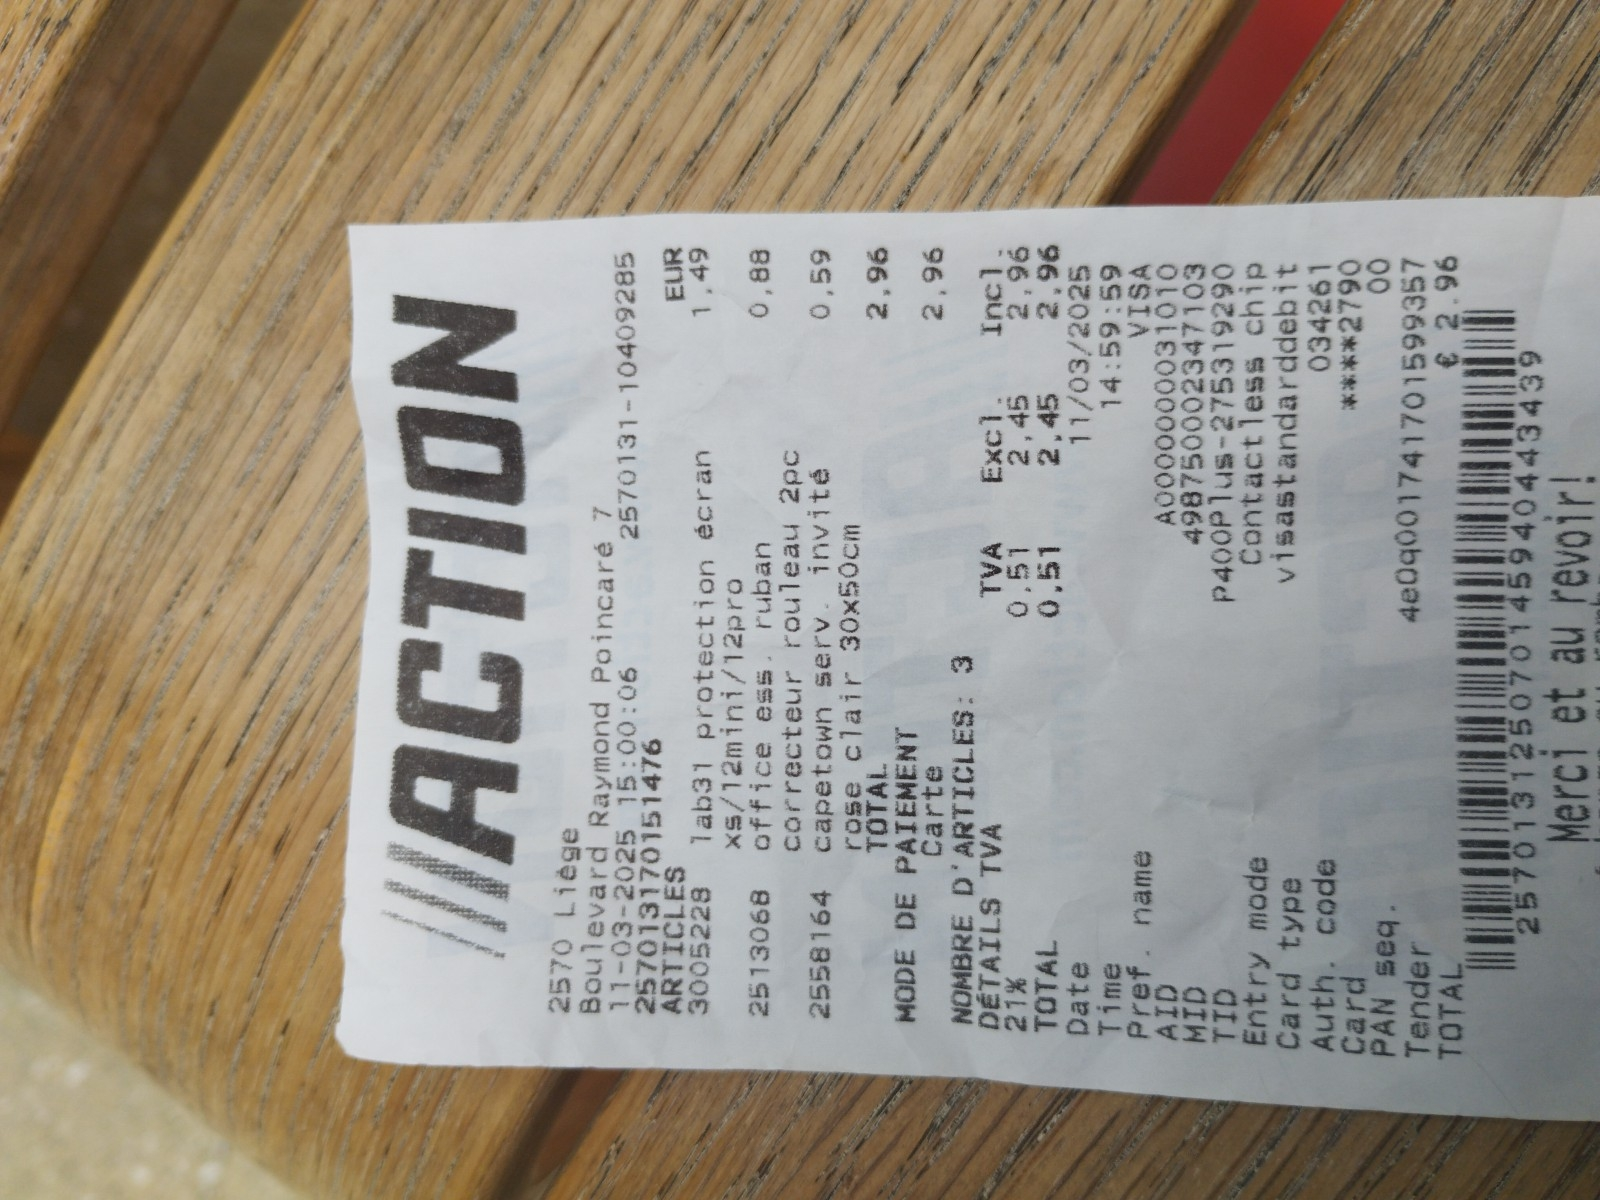 ///ACTION
2570 Liège
Boulevard Raymond Poincaré 7
11-03-2025 15:00:06 2570131-10409285
257013170151476
ARTICLES EUR
3005228 lab31 protection écran 1,49
xs/12mini/12pro
2513068 office ess. ruban 0,88
correcteur rouleau 2pc
2558164 capetown serv. invité 0,59
rose clair 30x50cm
TOTAL 2,96
MODE DE PAIEMENT
Carte 2,96
NOMBRE D'ARTICLES: 3
DÉTAILS TVA TVA Excl. Incl.
21% 0,51 2,45 2,96
TOTAL 0,51 2,45 2,96
Date 11/03/2025
Time 14:59:59
Pref. name VISA
AID A0000000031010
MID 498750002347103
TID P400Plus-275319290
Entry mode Contactless chip
Card type visastandarddebit
Auth. code 034261
Card ****2790
PAN seq. 00
Tender 4e0q001741701599357
TOTAL € 2.96
257013125070145940443439
Merci et au revoir!